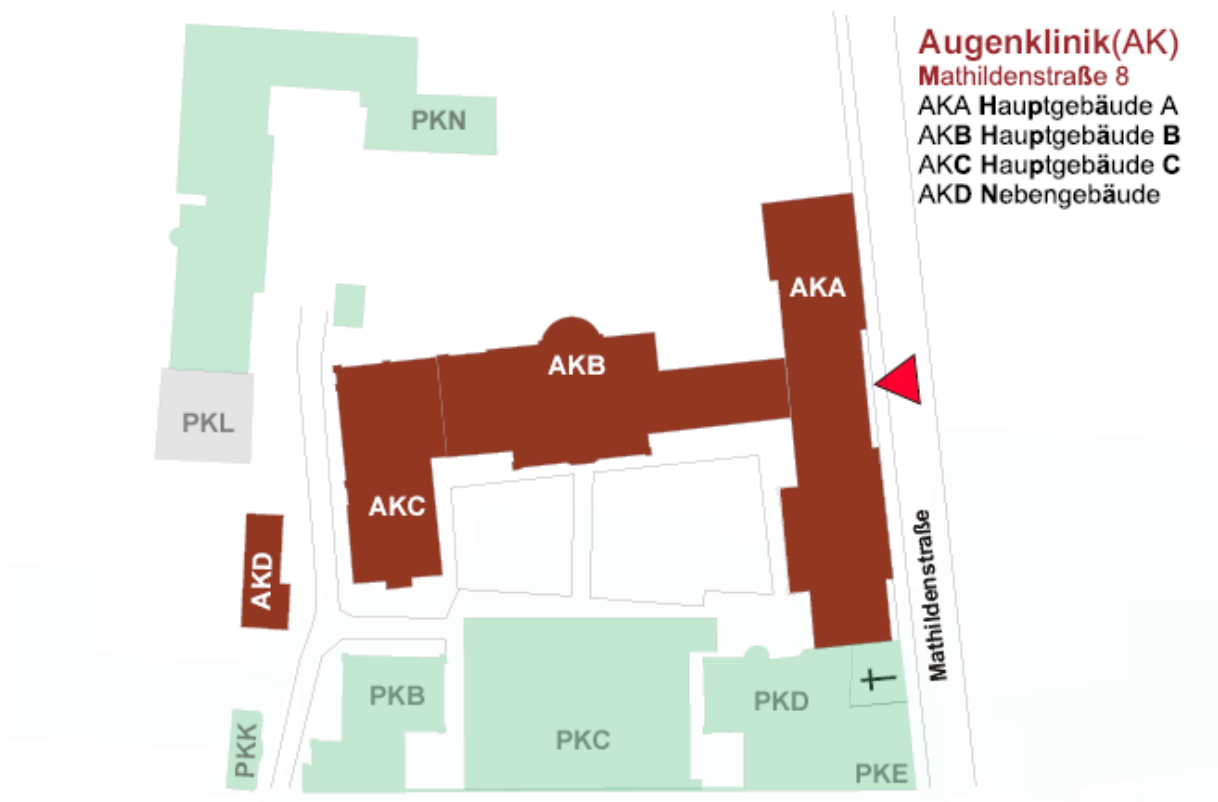 Augenklinik(AK)
Mathildenstraße 8
AKA Hauptgebäude A
AKB Hauptgebäude B
AKC Hauptgebäude C
AKD Nebengebäude
PKN
AKA
AKB
PKL
AKC
AKD
Mathildenstraße
PKB
PKD
PKK
PKC
PKE